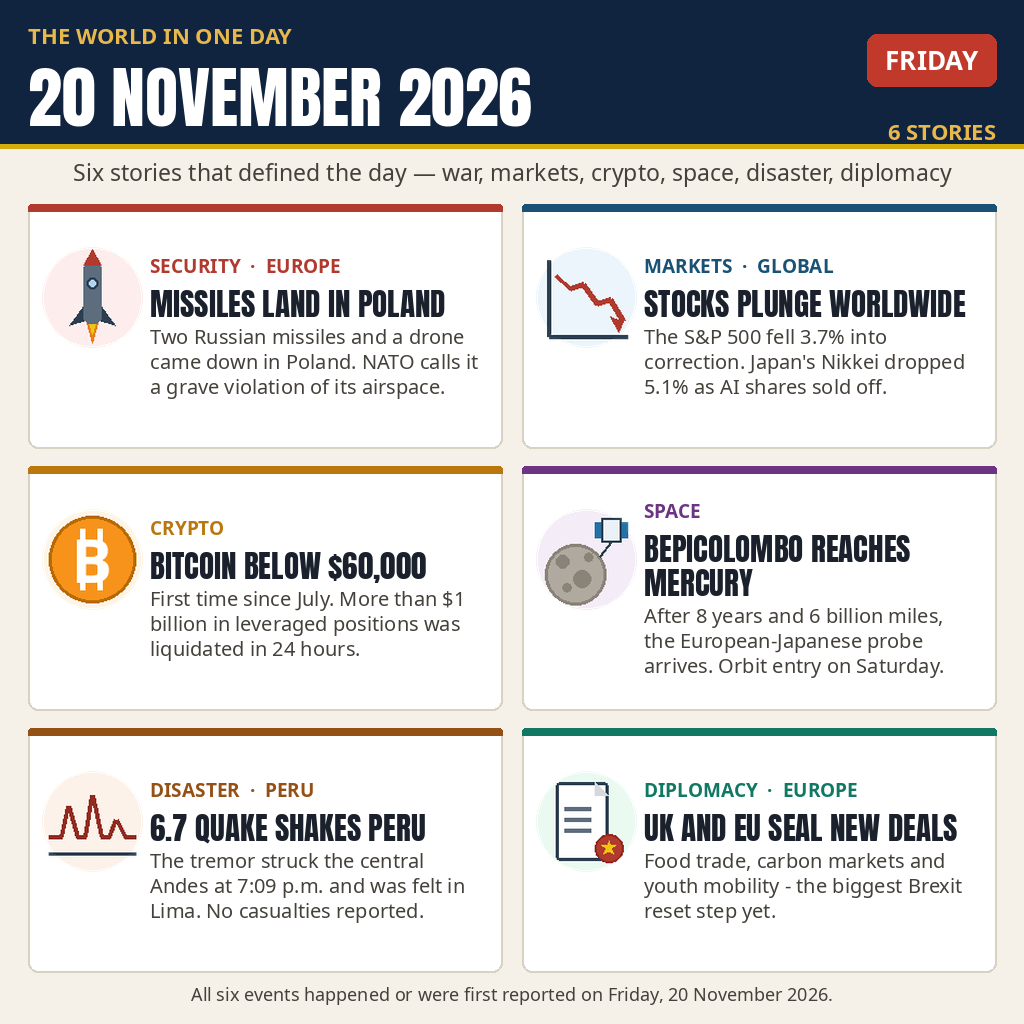 THE WORLD IN ONE DAY
20 NOVEMBER 2026
FRIDAY
6 STORIES
Six stories that defined the day — war, markets, crypto, space, disaster, diplomacy
SECURITY · EUROPE
MISSILES LAND IN POLAND
Two Russian missiles and a drone
came down in Poland. NATO calls it
a grave violation of its airspace.
MARKETS · GLOBAL
STOCKS PLUNGE WORLDWIDE
The S&P 500 fell 3.7% into
correction. Japan's Nikkei dropped
5.1% as AI shares sold off.
CRYPTO
BITCOIN BELOW $60,000
First time since July. More than $1
billion in leveraged positions was
liquidated in 24 hours.
SPACE
BEPICOLOMBO REACHES
MERCURY
After 8 years and 6 billion miles,
the European-Japanese probe
arrives. Orbit entry on Saturday.
DISASTER · PERU
6.7 QUAKE SHAKES PERU
The tremor struck the central
Andes at 7:09 p.m. and was felt in
Lima. No casualties reported.
DIPLOMACY · EUROPE
UK AND EU SEAL NEW DEALS
Food trade, carbon markets and
youth mobility - the biggest Brexit
reset step yet.
All six events happened or were first reported on Friday, 20 November 2026.